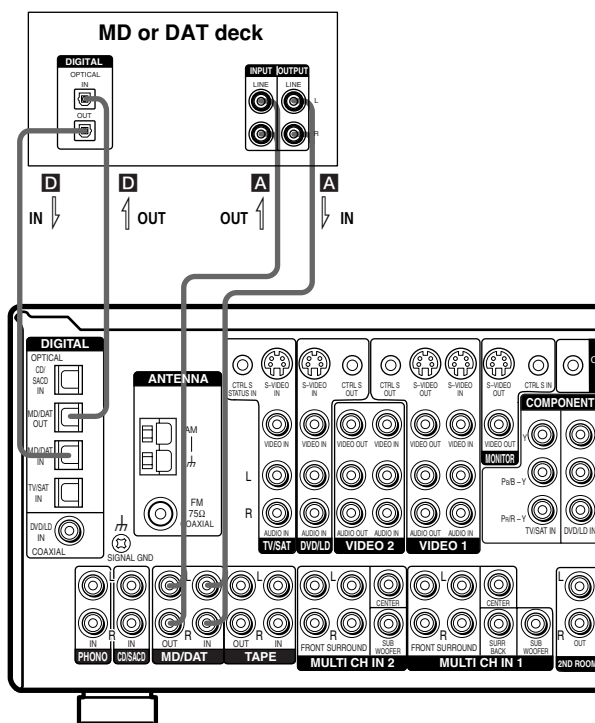 MD or DAT deck
DIGITAL
OPTICAL
IN
OUT
INPUT OUTPUT
LINE LINE
L
R
D D A A
IN OUT OUT IN
DIGITAL
OPTICAL
CD/
SACD
IN
MD/DAT
OUT
MD/DAT
IN
TV/SAT
IN
DVD/LD
IN
COAXIAL
ANTENNA
AM
FM
75Ω
COAXIAL
SIGNAL GND
CTRL S
STATUS IN
S-VIDEO
IN
S-VIDEO
IN
CTRL S
OUT
CTRL S
OUT
S-VIDEO
OUT
S-VIDEO
IN
S-VIDEO
OUT
CTRL S IN
VIDEO IN VIDEO IN VIDEO OUT VIDEO IN VIDEO OUT VIDEO IN VIDEO OUT
MONITOR
L
R
AUDIO IN AUDIO IN AUDIO OUT AUDIO IN AUDIO OUT AUDIO IN
TV/SAT DVD/LD VIDEO 2 VIDEO 1
COMPONENT
Y
PB/B–Y
PR/R–Y
TV/SAT IN DVD/LD IN
L L L L L L
CENTER CENTER
R R R R R R
IN IN OUT IN OUT IN FRONT SURROUND SUB
WOOFER FRONT SURROUND SURR
BACK SUB
WOOFER OUT
PHONO CD/SACD MD/DAT TAPE MULTI CH IN 2 MULTI CH IN 1 2ND ROOM